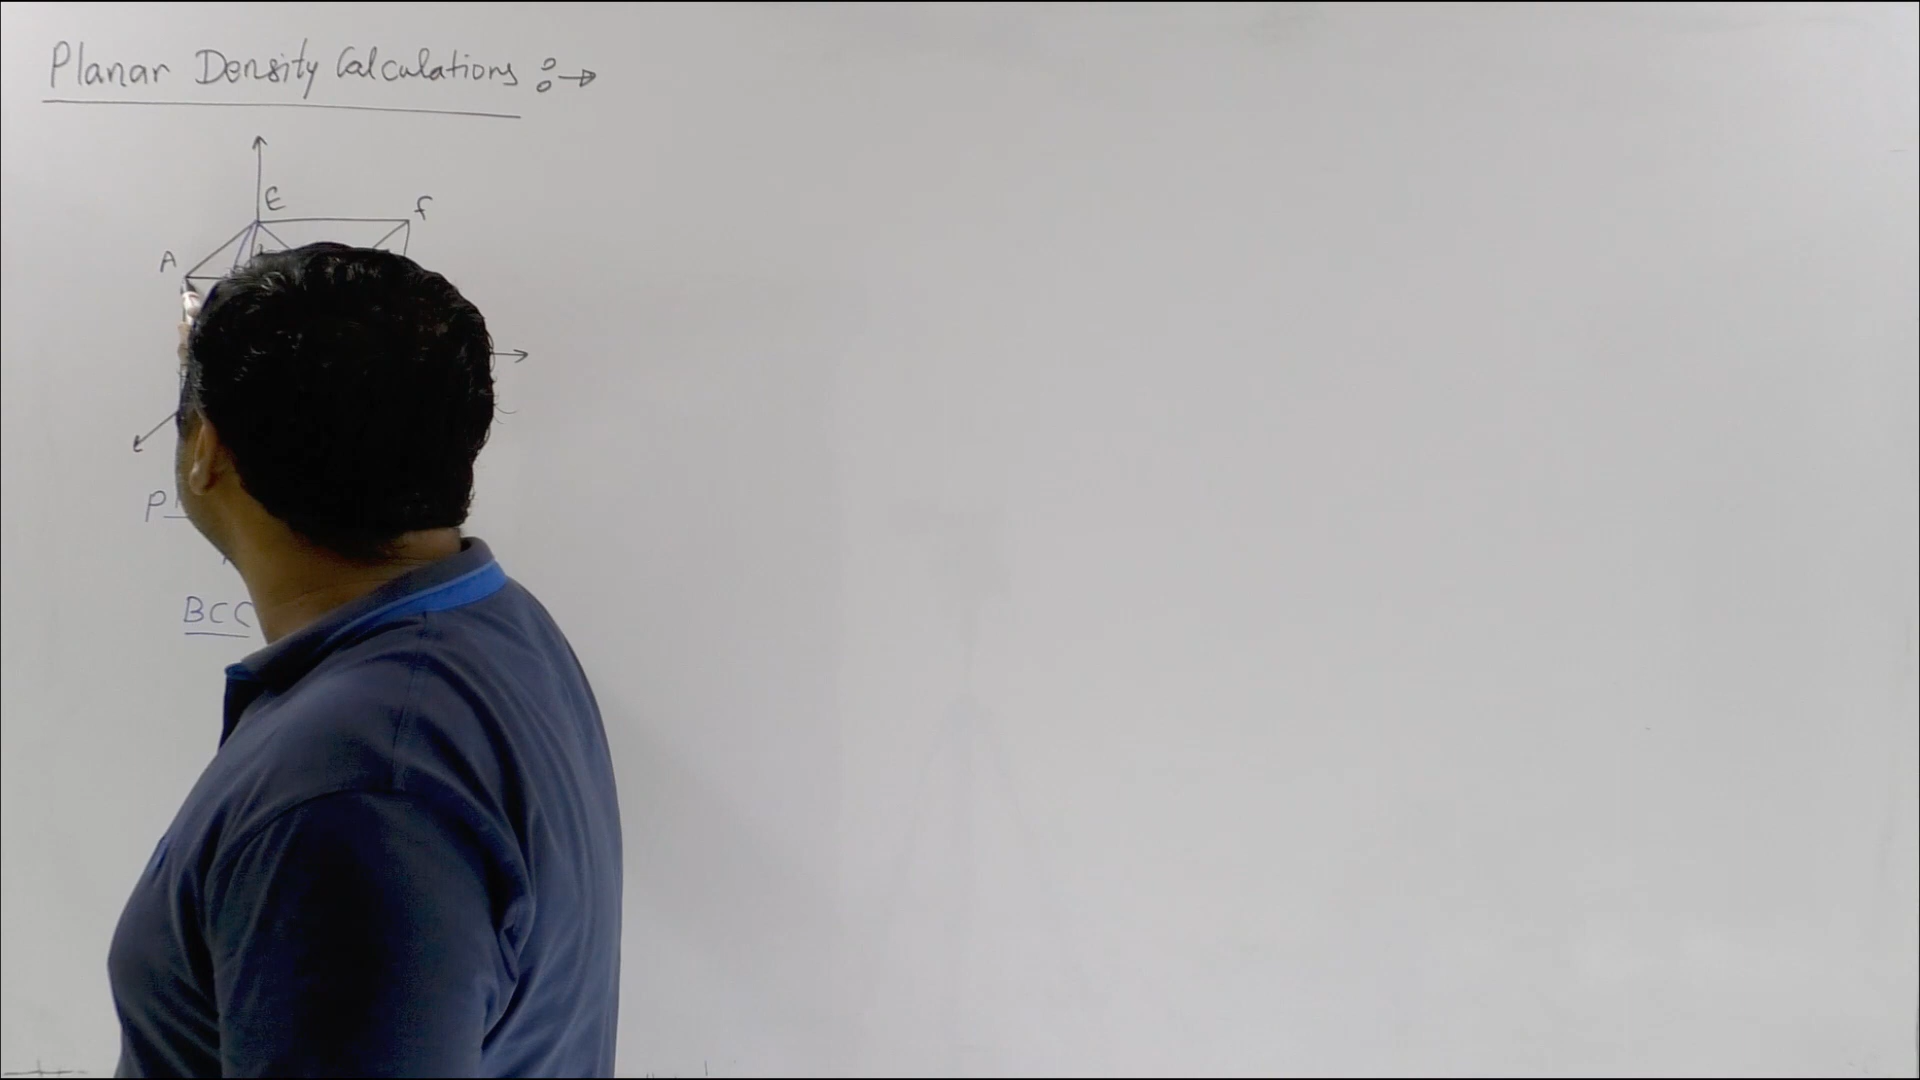 Planar Density Calculations :→
E
f
A
P
BCC